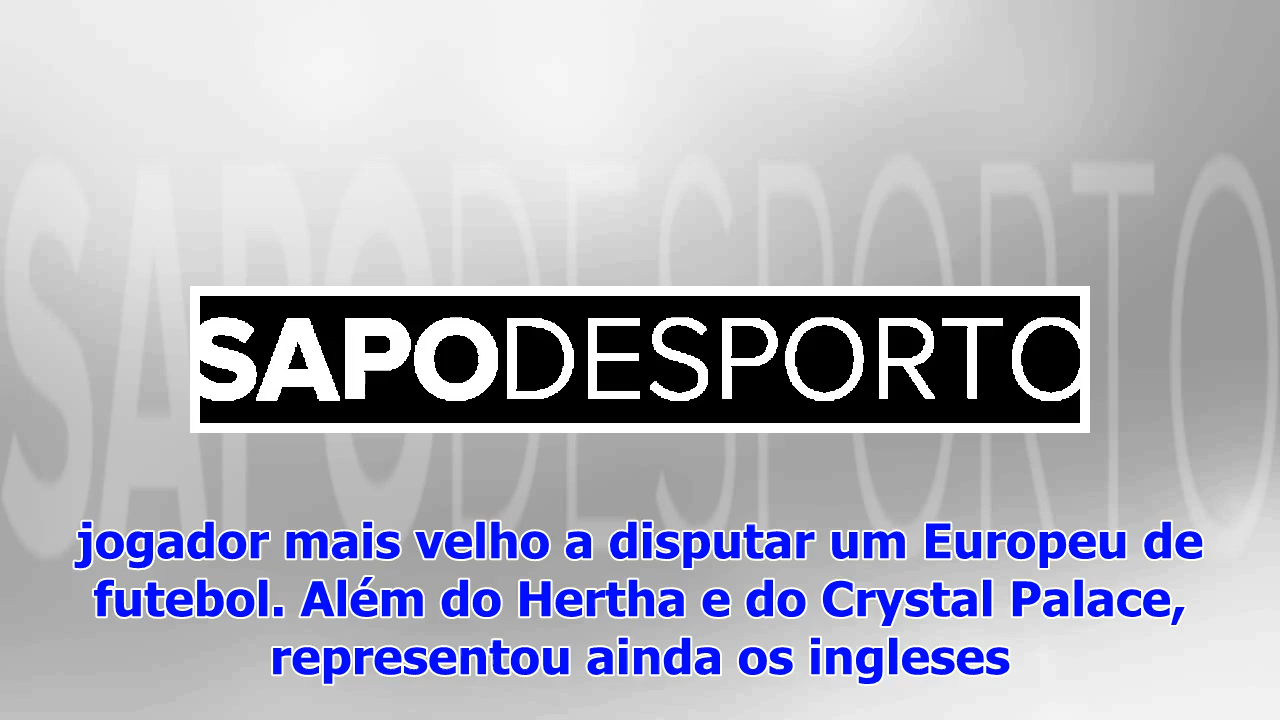 SAPODESPORTO
SAPODESPORTO
jogador mais velho a disputar um Europeu de
futebol. Além do Hertha e do Crystal Palace,
representou ainda os ingleses